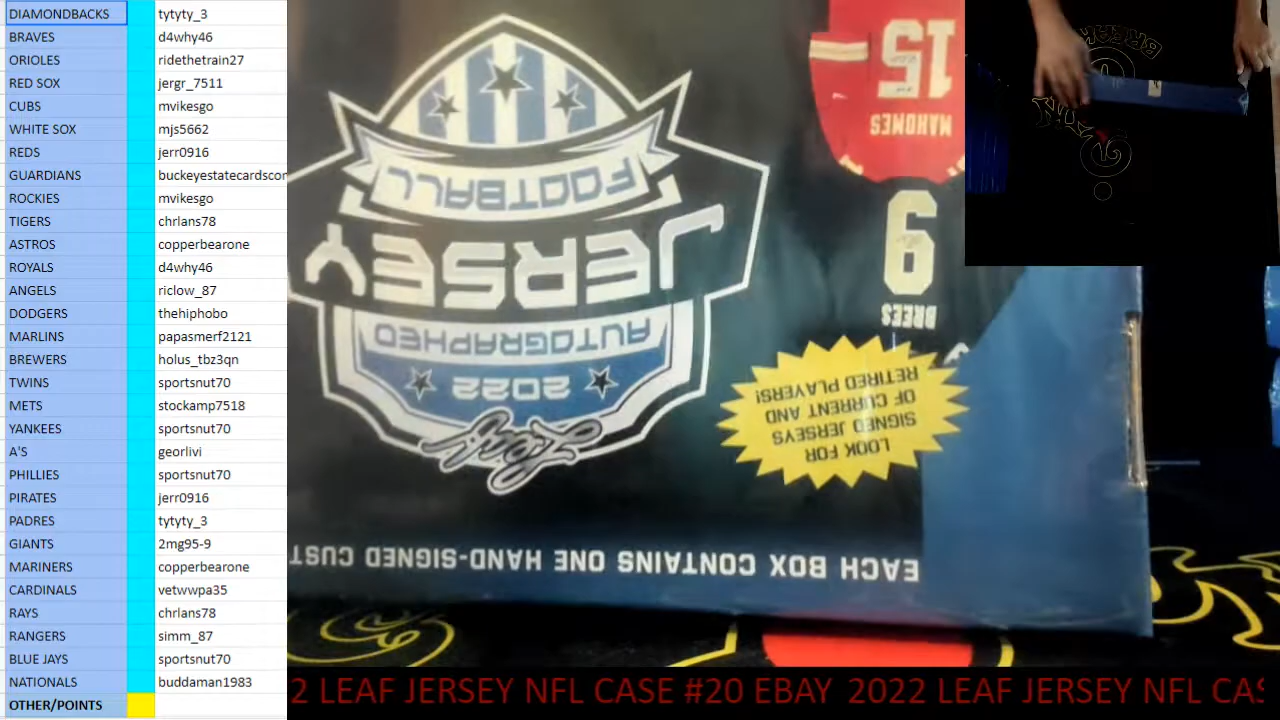 DIAMONDBACKS tytyty_3
BRAVES d4why46
ORIOLES ridethetrain27
RED SOX jergr_7511
CUBS mvikesgo
WHITE SOX mjs5662
REDS jerr0916
GUARDIANS buckeyestatecardscon
ROCKIES mvikesgo
TIGERS chrlans78
ASTROS copperbearone
ROYALS d4why46
ANGELS riclow_87
DODGERS thehiphobo
MARLINS papasmerf2121
BREWERS holus_tbz3qn
TWINS sportsnut70
METS stockamp7518
YANKEES sportsnut70
A'S georlivi
PHILLIES sportsnut70
PIRATES jerr0916
PADRES tytyty_3
GIANTS 2mg95-9
MARINERS copperbearone
CARDINALS vetwwpa35
RAYS chrlans78
RANGERS simm_87
BLUE JAYS sportsnut70
NATIONALS buddaman1983
OTHER/POINTS
EACH BOX CONTAINS ONE HAND-SIGNED CUST
Leaf
2022
AUTOGRAPHED
JERSEY
FOOTBALL
LOOK FOR
SIGNED JERSEYS
OF CURRENT AND
RETIRED PLAYERS!
BREES
9
MAHOMES
15
BREAK
2 LEAF JERSEY NFL CASE #20 EBAY 2022 LEAF JERSEY NFL CAS